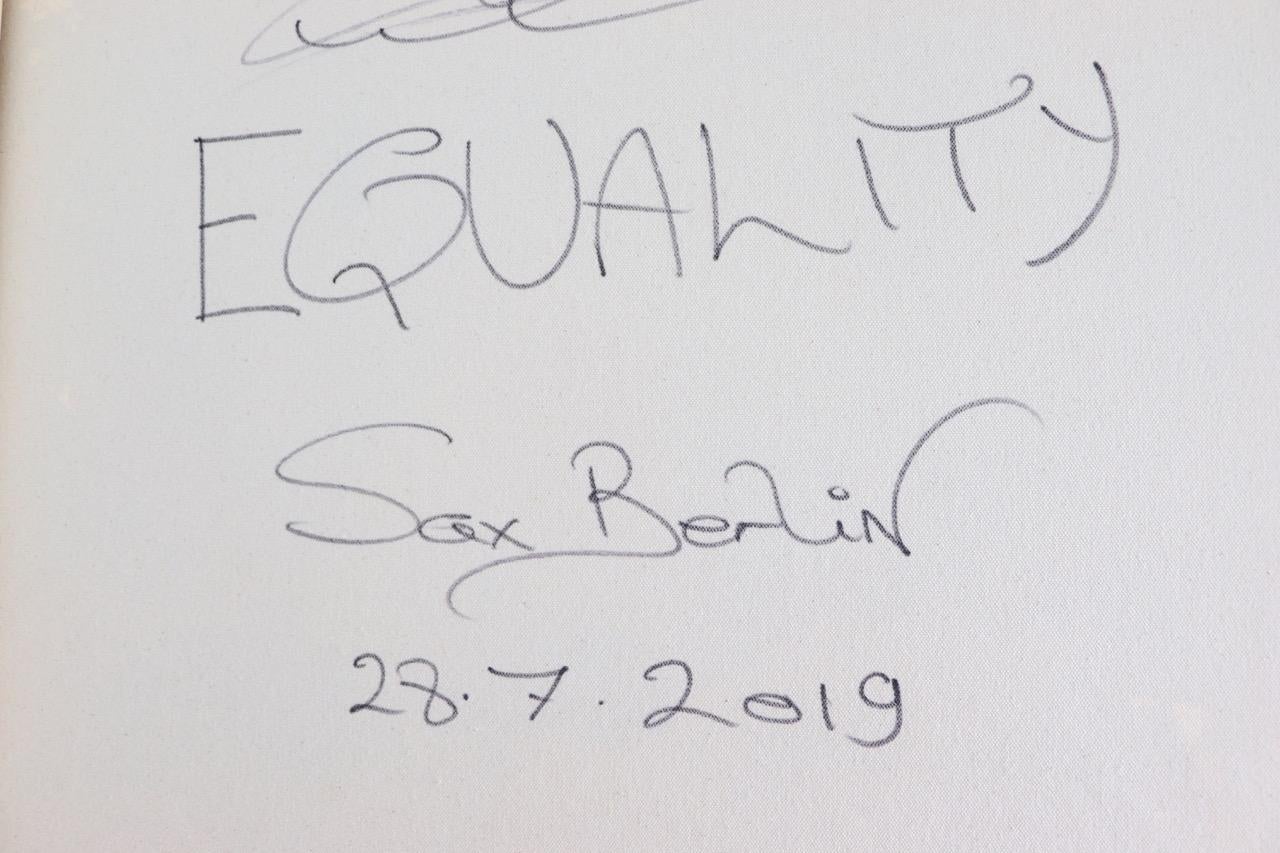 EQUALITY
Sax Berlin
28.7.2019